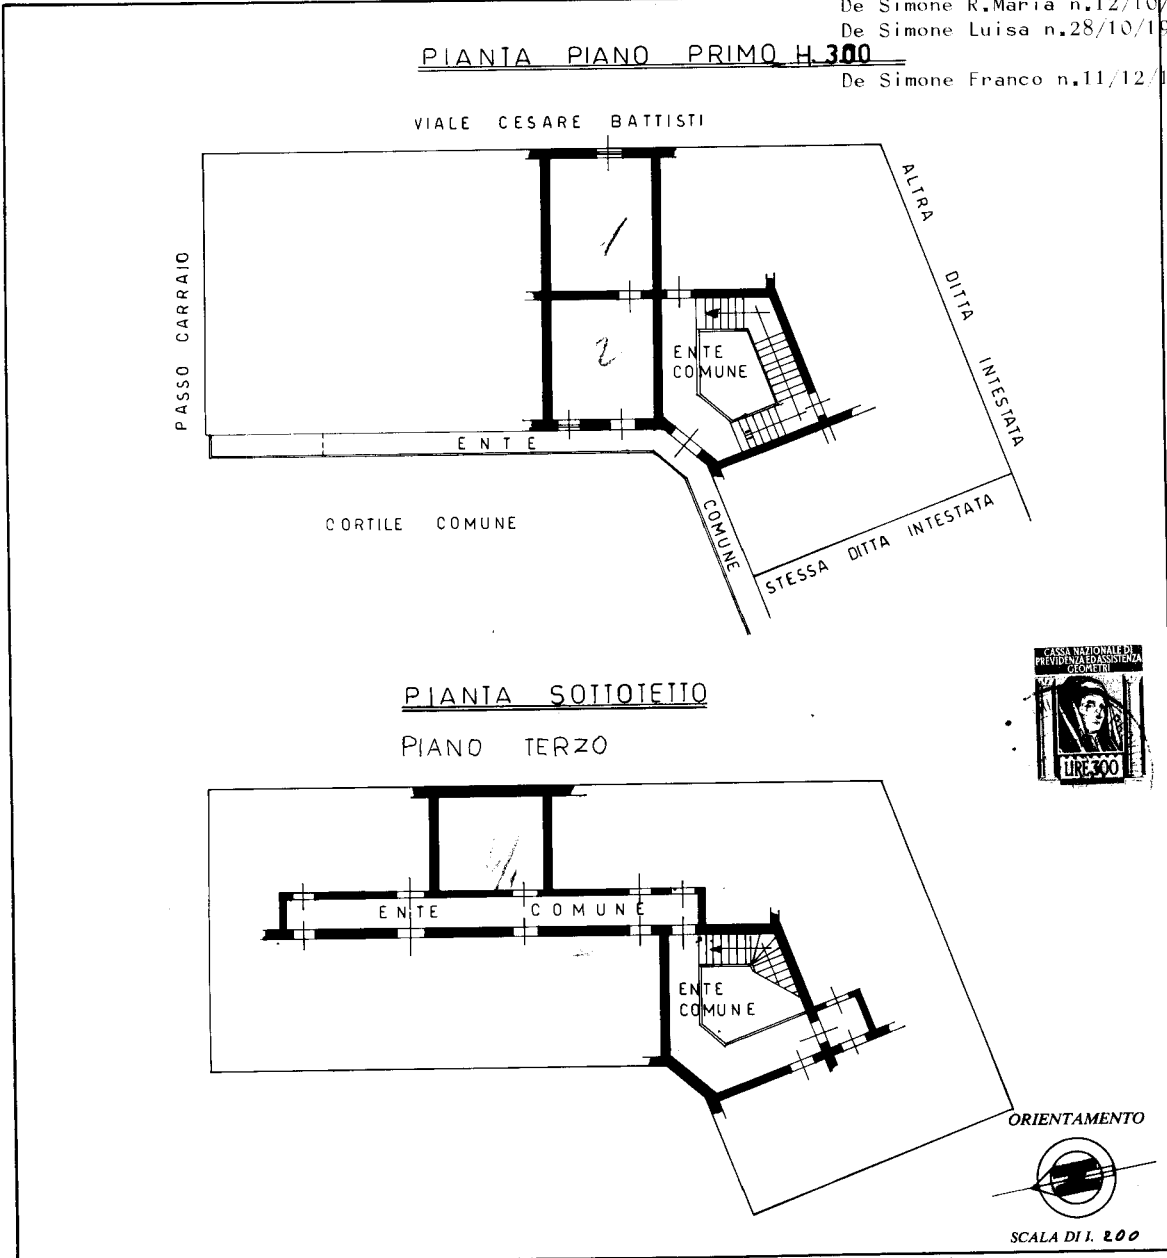 De Simone R.Maria n.12/10/
De Simone Luisa n.28/10/19
PIANTA PIANO PRIMO H.300
De Simone Franco n.11/12/1
VIALE CESARE BATTISTI
ALTRA DITTA INTESTATA
PASSO CARRAIO
1
2
ENTE
COMUNE
ENTE
COMUNE
CORTILE COMUNE
STESSA DITTA INTESTATA
CASSA NAZIONALE DI
PREVIDENZA ED ASSISTENZA
GEOMETRI
LIRE 300
PIANTA SOTTOTETTO
PIANO TERZO
ENTE COMUNE
ENTE
COMUNE
ORIENTAMENTO
N
SCALA DI 1. 200